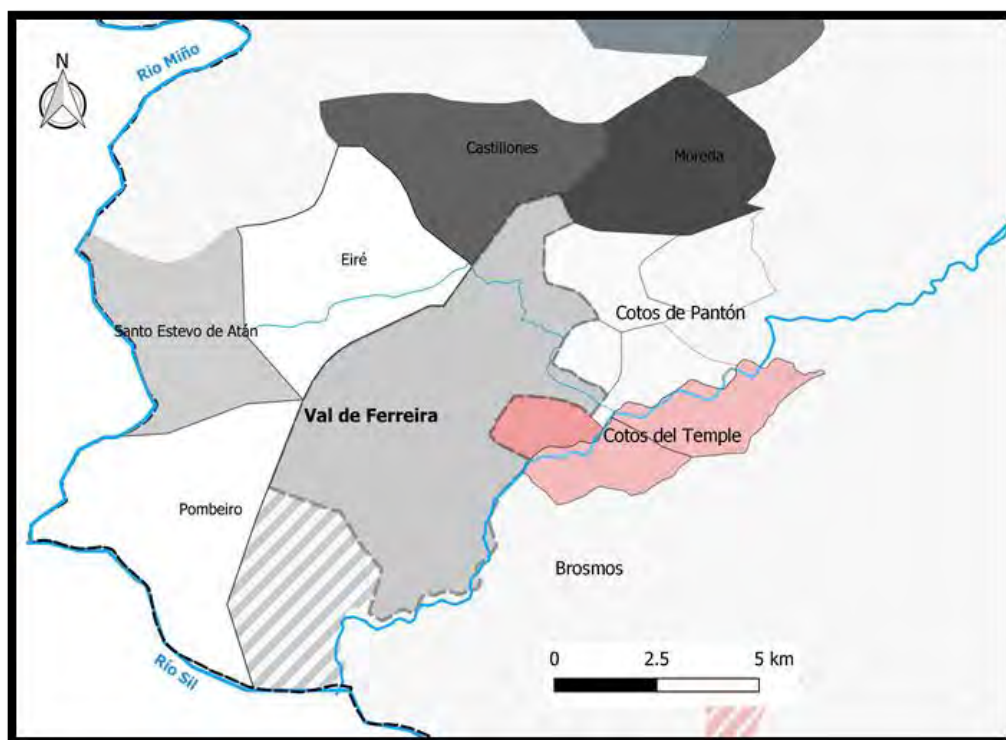 Rio Miño
N
Castillones
Moreda
Eiré
Cotos de Pantón
Santo Estevo de Atán
Val de Ferreira
Cotos del Temple
Pombeiro
Brosmos
0 2.5 5 km
Río Sil